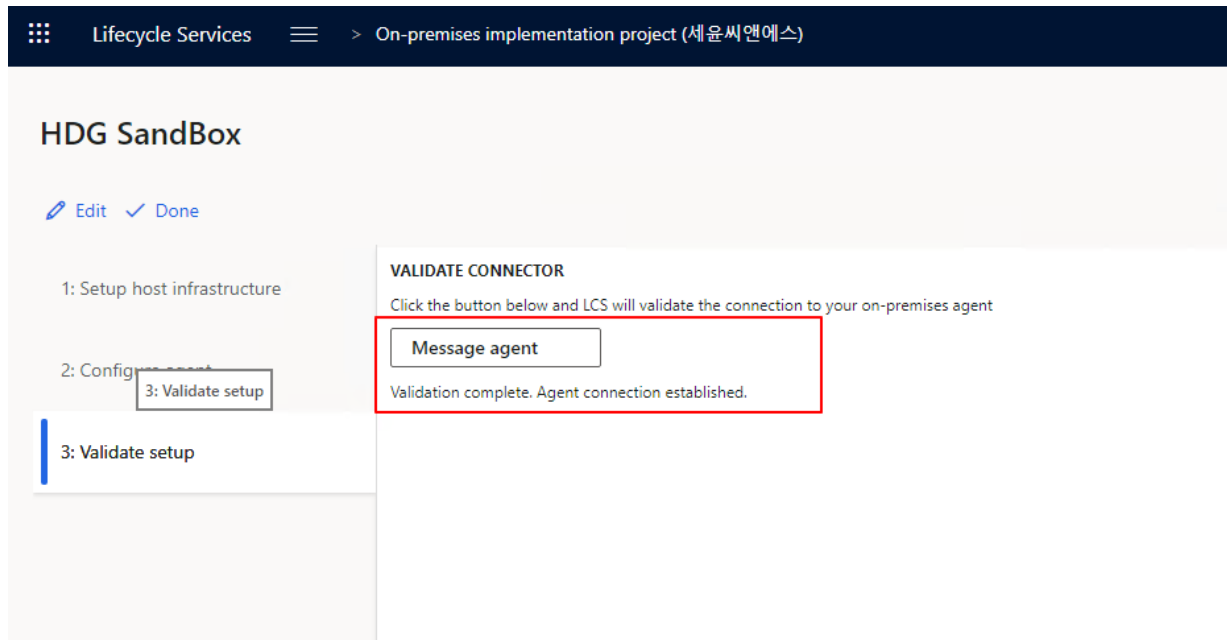 Lifecycle Services > On-premises implementation project (세윤씨앤에스)
HDG SandBox
Edit Done
1: Setup host infrastructure
2: Configure agent
3: Validate setup
3: Validate setup
VALIDATE CONNECTOR
Click the button below and LCS will validate the connection to your on-premises agent
Message agent
Validation complete. Agent connection established.